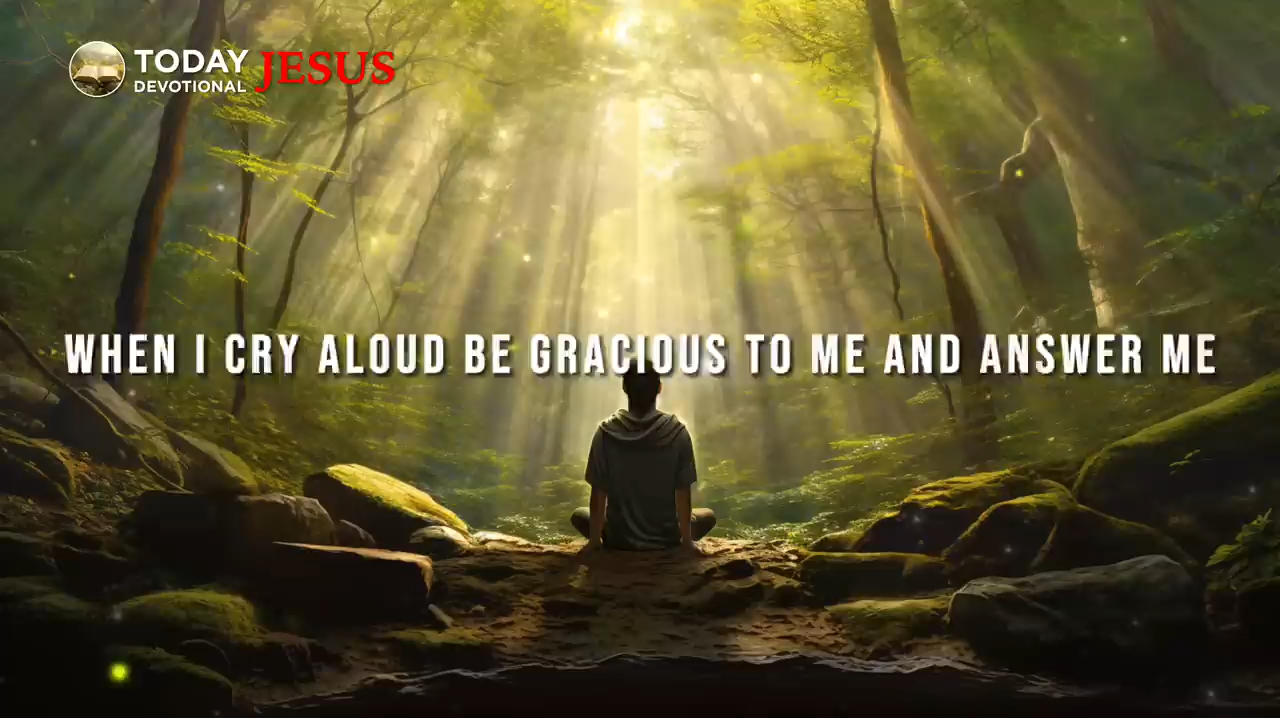 TODAY
DEVOTIONAL
JESUS
WHEN I CRY ALOUD BE GRACIOUS TO ME AND ANSWER ME